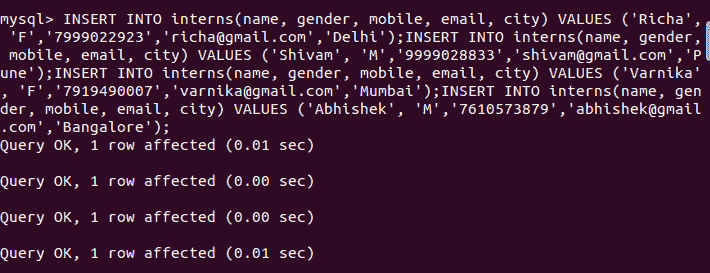 mysql> INSERT INTO interns(name, gender, mobile, email, city) VALUES ('Richa',
 'F','7999022923','richa@gmail.com','Delhi');INSERT INTO interns(name, gender,
 mobile, email, city) VALUES ('Shivam', 'M','9999028833','shivam@gmail.com','P
une');INSERT INTO interns(name, gender, mobile, email, city) VALUES ('Varnika'
, 'F','7919490007','varnika@gmail.com','Mumbai');INSERT INTO interns(name, gen
der, mobile, email, city) VALUES ('Abhishek', 'M','7610573879','abhishek@gmail
.com','Bangalore');
Query OK, 1 row affected (0.01 sec)
Query OK, 1 row affected (0.00 sec)
Query OK, 1 row affected (0.00 sec)
Query OK, 1 row affected (0.01 sec)